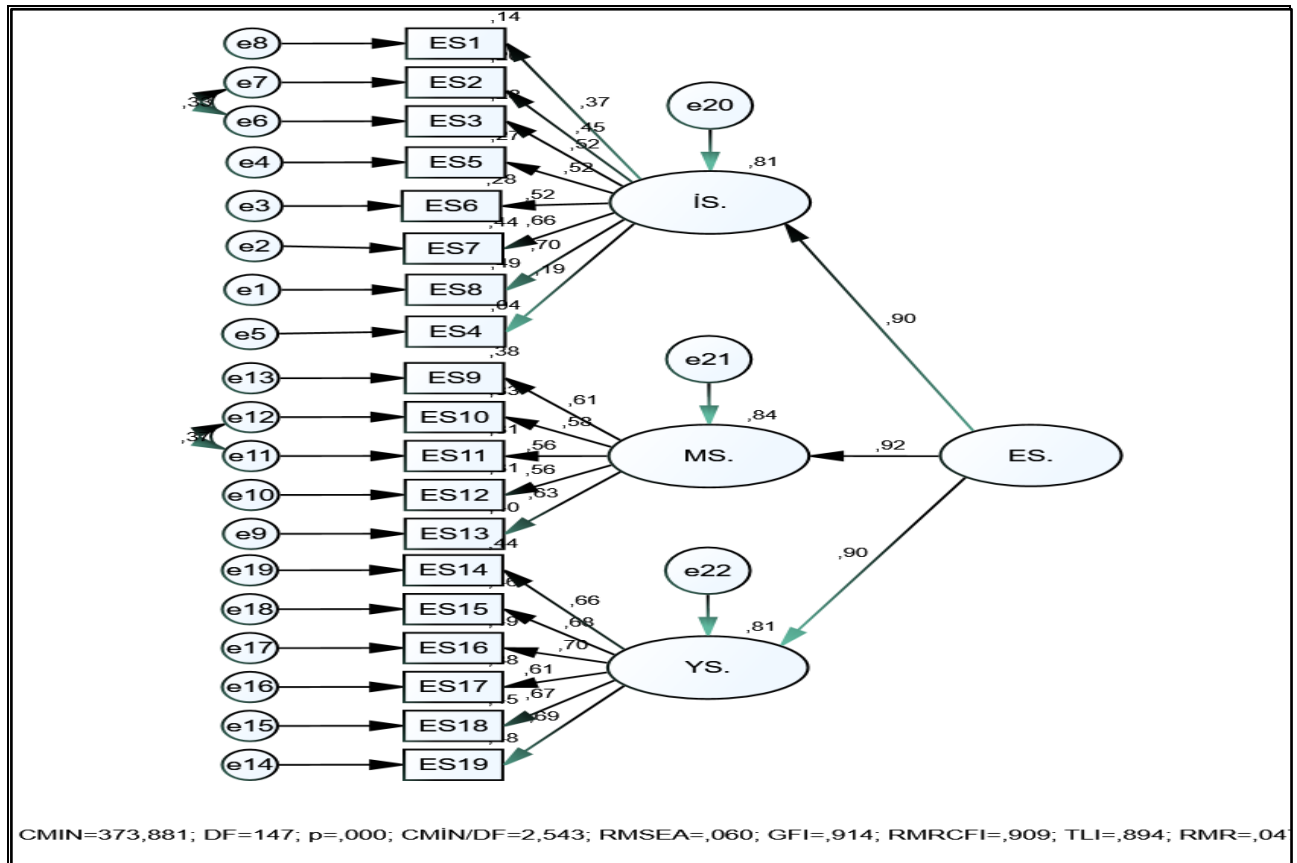 ,14
e8 ES1
e7 ES2 ,37 e20
,45
e6 ES3 ,52
,27 ,81
e4 ES5 ,52
,28
e3 ES6 ,52 İS.
,44 ,66
e2 ES7 ,70
,49 ,19
e1 ES8
,04 ,90
e5 ES4
,38 e21
e13 ES9 ,61
,84
e12 ES10 ,58
,56 ,92
e11 ES11 MS. ES.
,56
e10 ES12 ,63
e9 ES13
,44 ,90
e19 ES14 e22
,66
e18 ES15 ,68 ,81
e17 ES16 ,70
,61 YS.
e16 ES17 ,67
e15 ES18 ,69
e14 ES19
CMIN=373,881; DF=147; p=,000; CMİN/DF=2,543; RMSEA=,060; GFI=,914; RMRCFI=,909; TLI=,894; RMR=,04